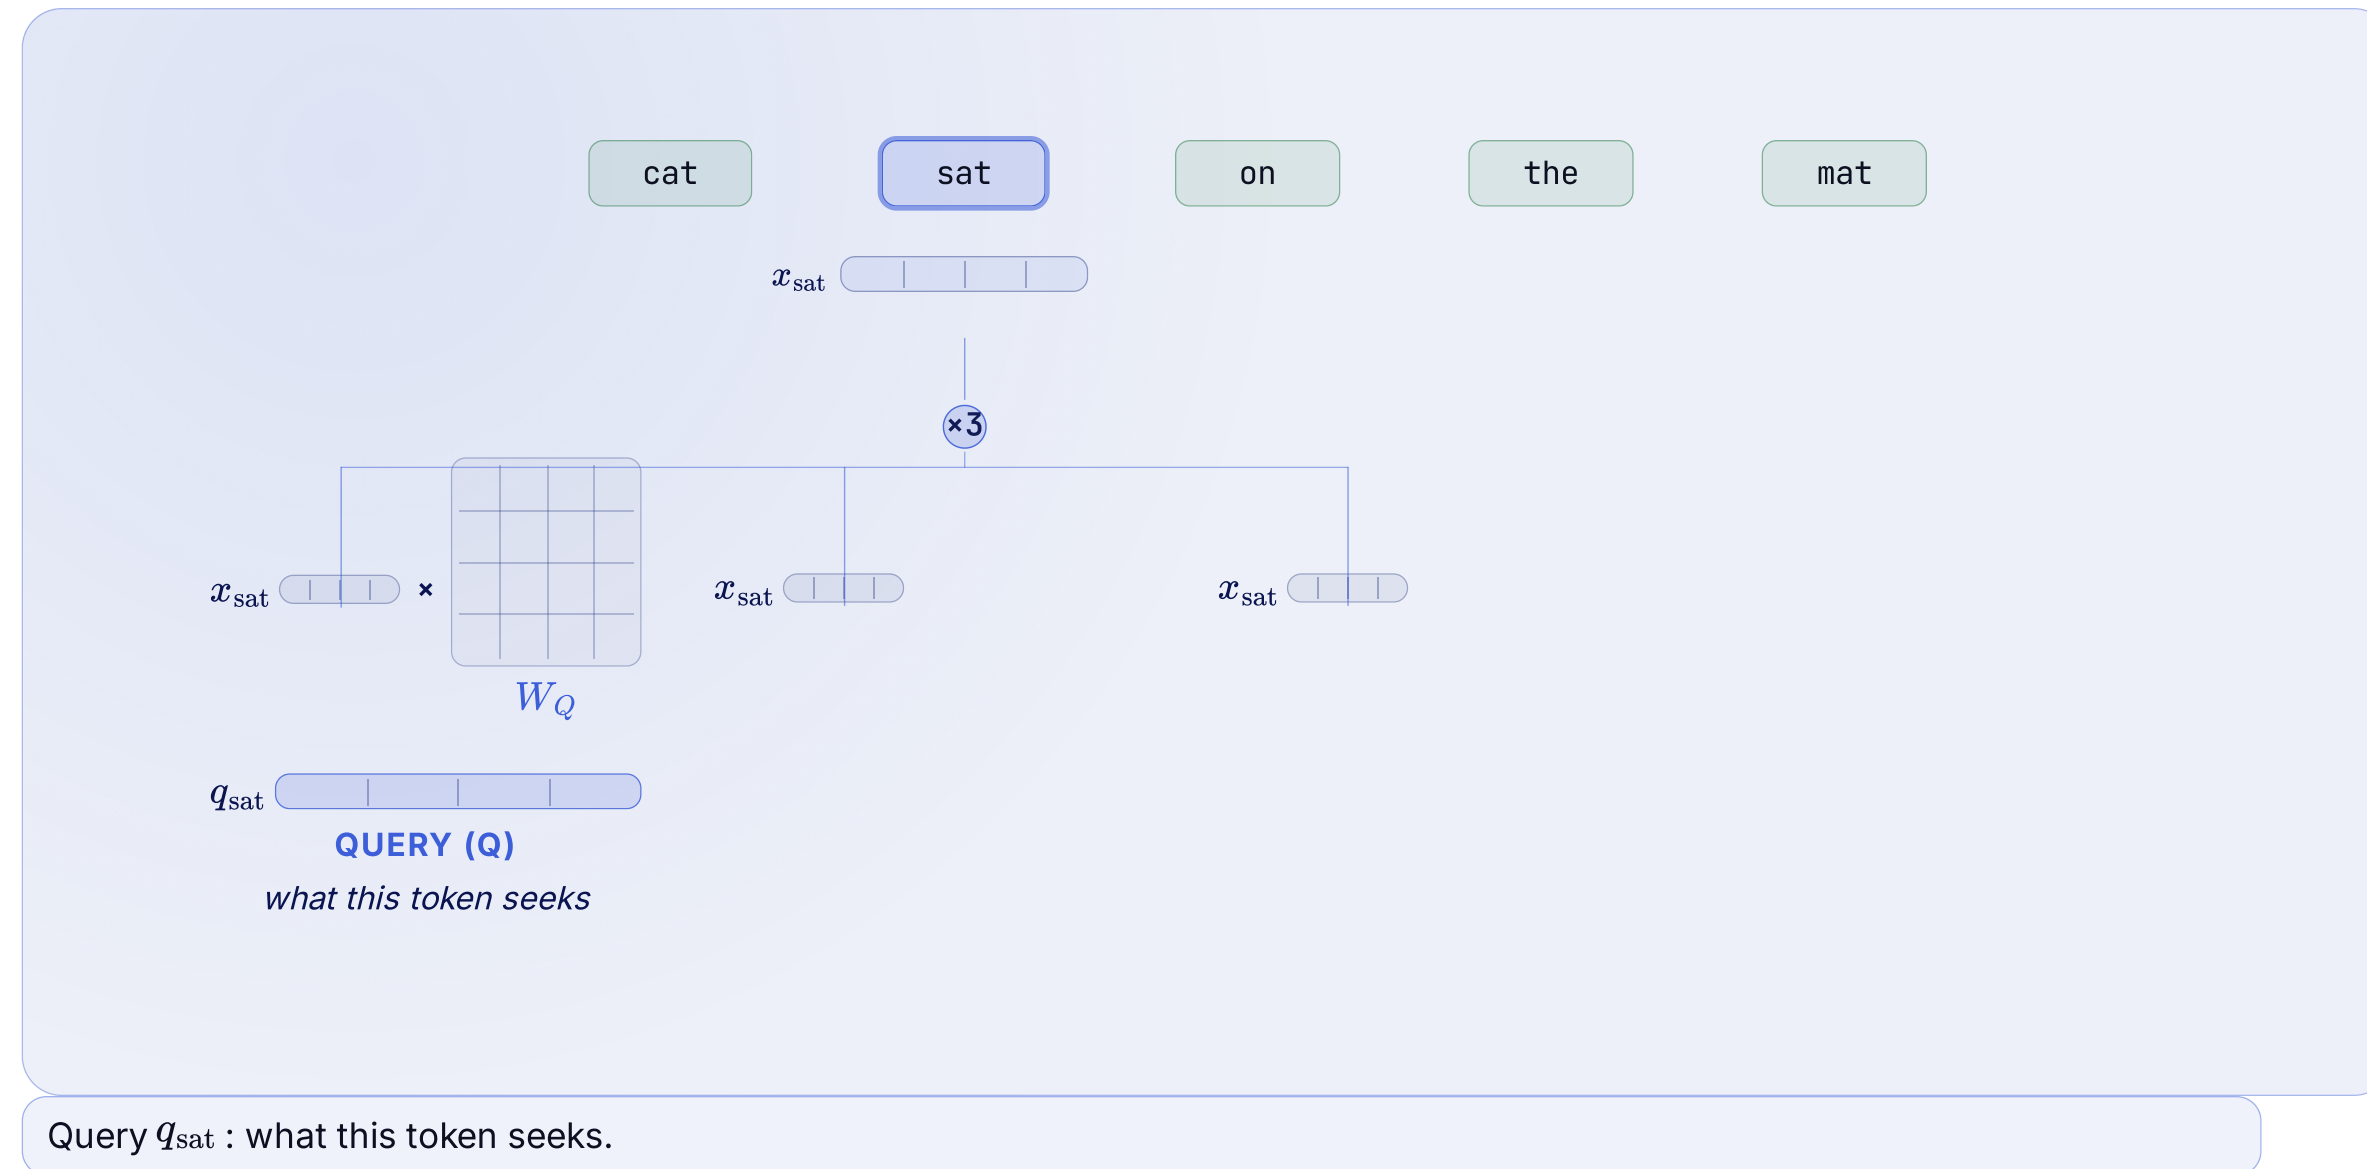 cat sat on the mat
x_sat
×3
x_sat × x_sat x_sat
W_Q
q_sat
QUERY (Q)
what this token seeks
Query q_sat : what this token seeks.